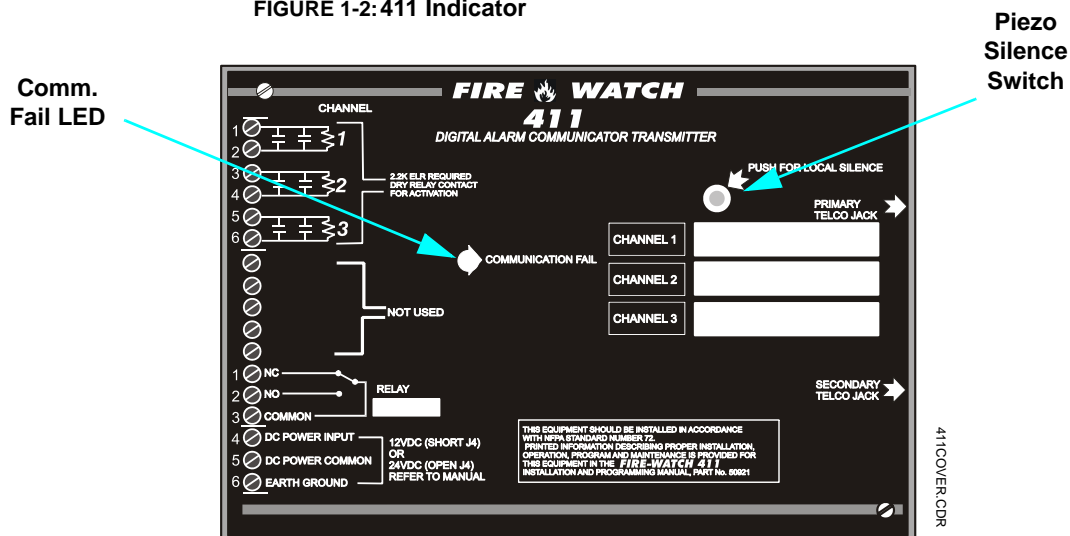 FIGURE 1-2: 411 Indicator
Piezo
Silence
Switch
Comm.
Fail LED
FIRE WATCH
411
DIGITAL ALARM COMMUNICATOR TRANSMITTER
CHANNEL
1
2
1
3
4
2
5
6
3
2.2K ELR REQUIRED
DRY RELAY CONTACT
FOR ACTIVATION
PUSH FOR LOCAL SILENCE
PRIMARY
TELCO JACK
COMMUNICATION FAIL
CHANNEL 1
CHANNEL 2
CHANNEL 3
NOT USED
1 NC
2 NO
3 COMMON
RELAY
SECONDARY
TELCO JACK
4 DC POWER INPUT
5 DC POWER COMMON
6 EARTH GROUND
12VDC (SHORT J4)
OR
24VDC (OPEN J4)
REFER TO MANUAL
THIS EQUIPMENT SHOULD BE INSTALLED IN ACCORDANCE
WITH NFPA STANDARD NUMBER 72.
PRINTED INFORMATION DESCRIBING PROPER INSTALLATION,
OPERATION, PROGRAM AND MAINTENANCE IS PROVIDED FOR
THIS EQUIPMENT IN THE FIRE-WATCH 411
INSTALLATION AND PROGRAMMING MANUAL, PART No. 50921
411COVER.CDR